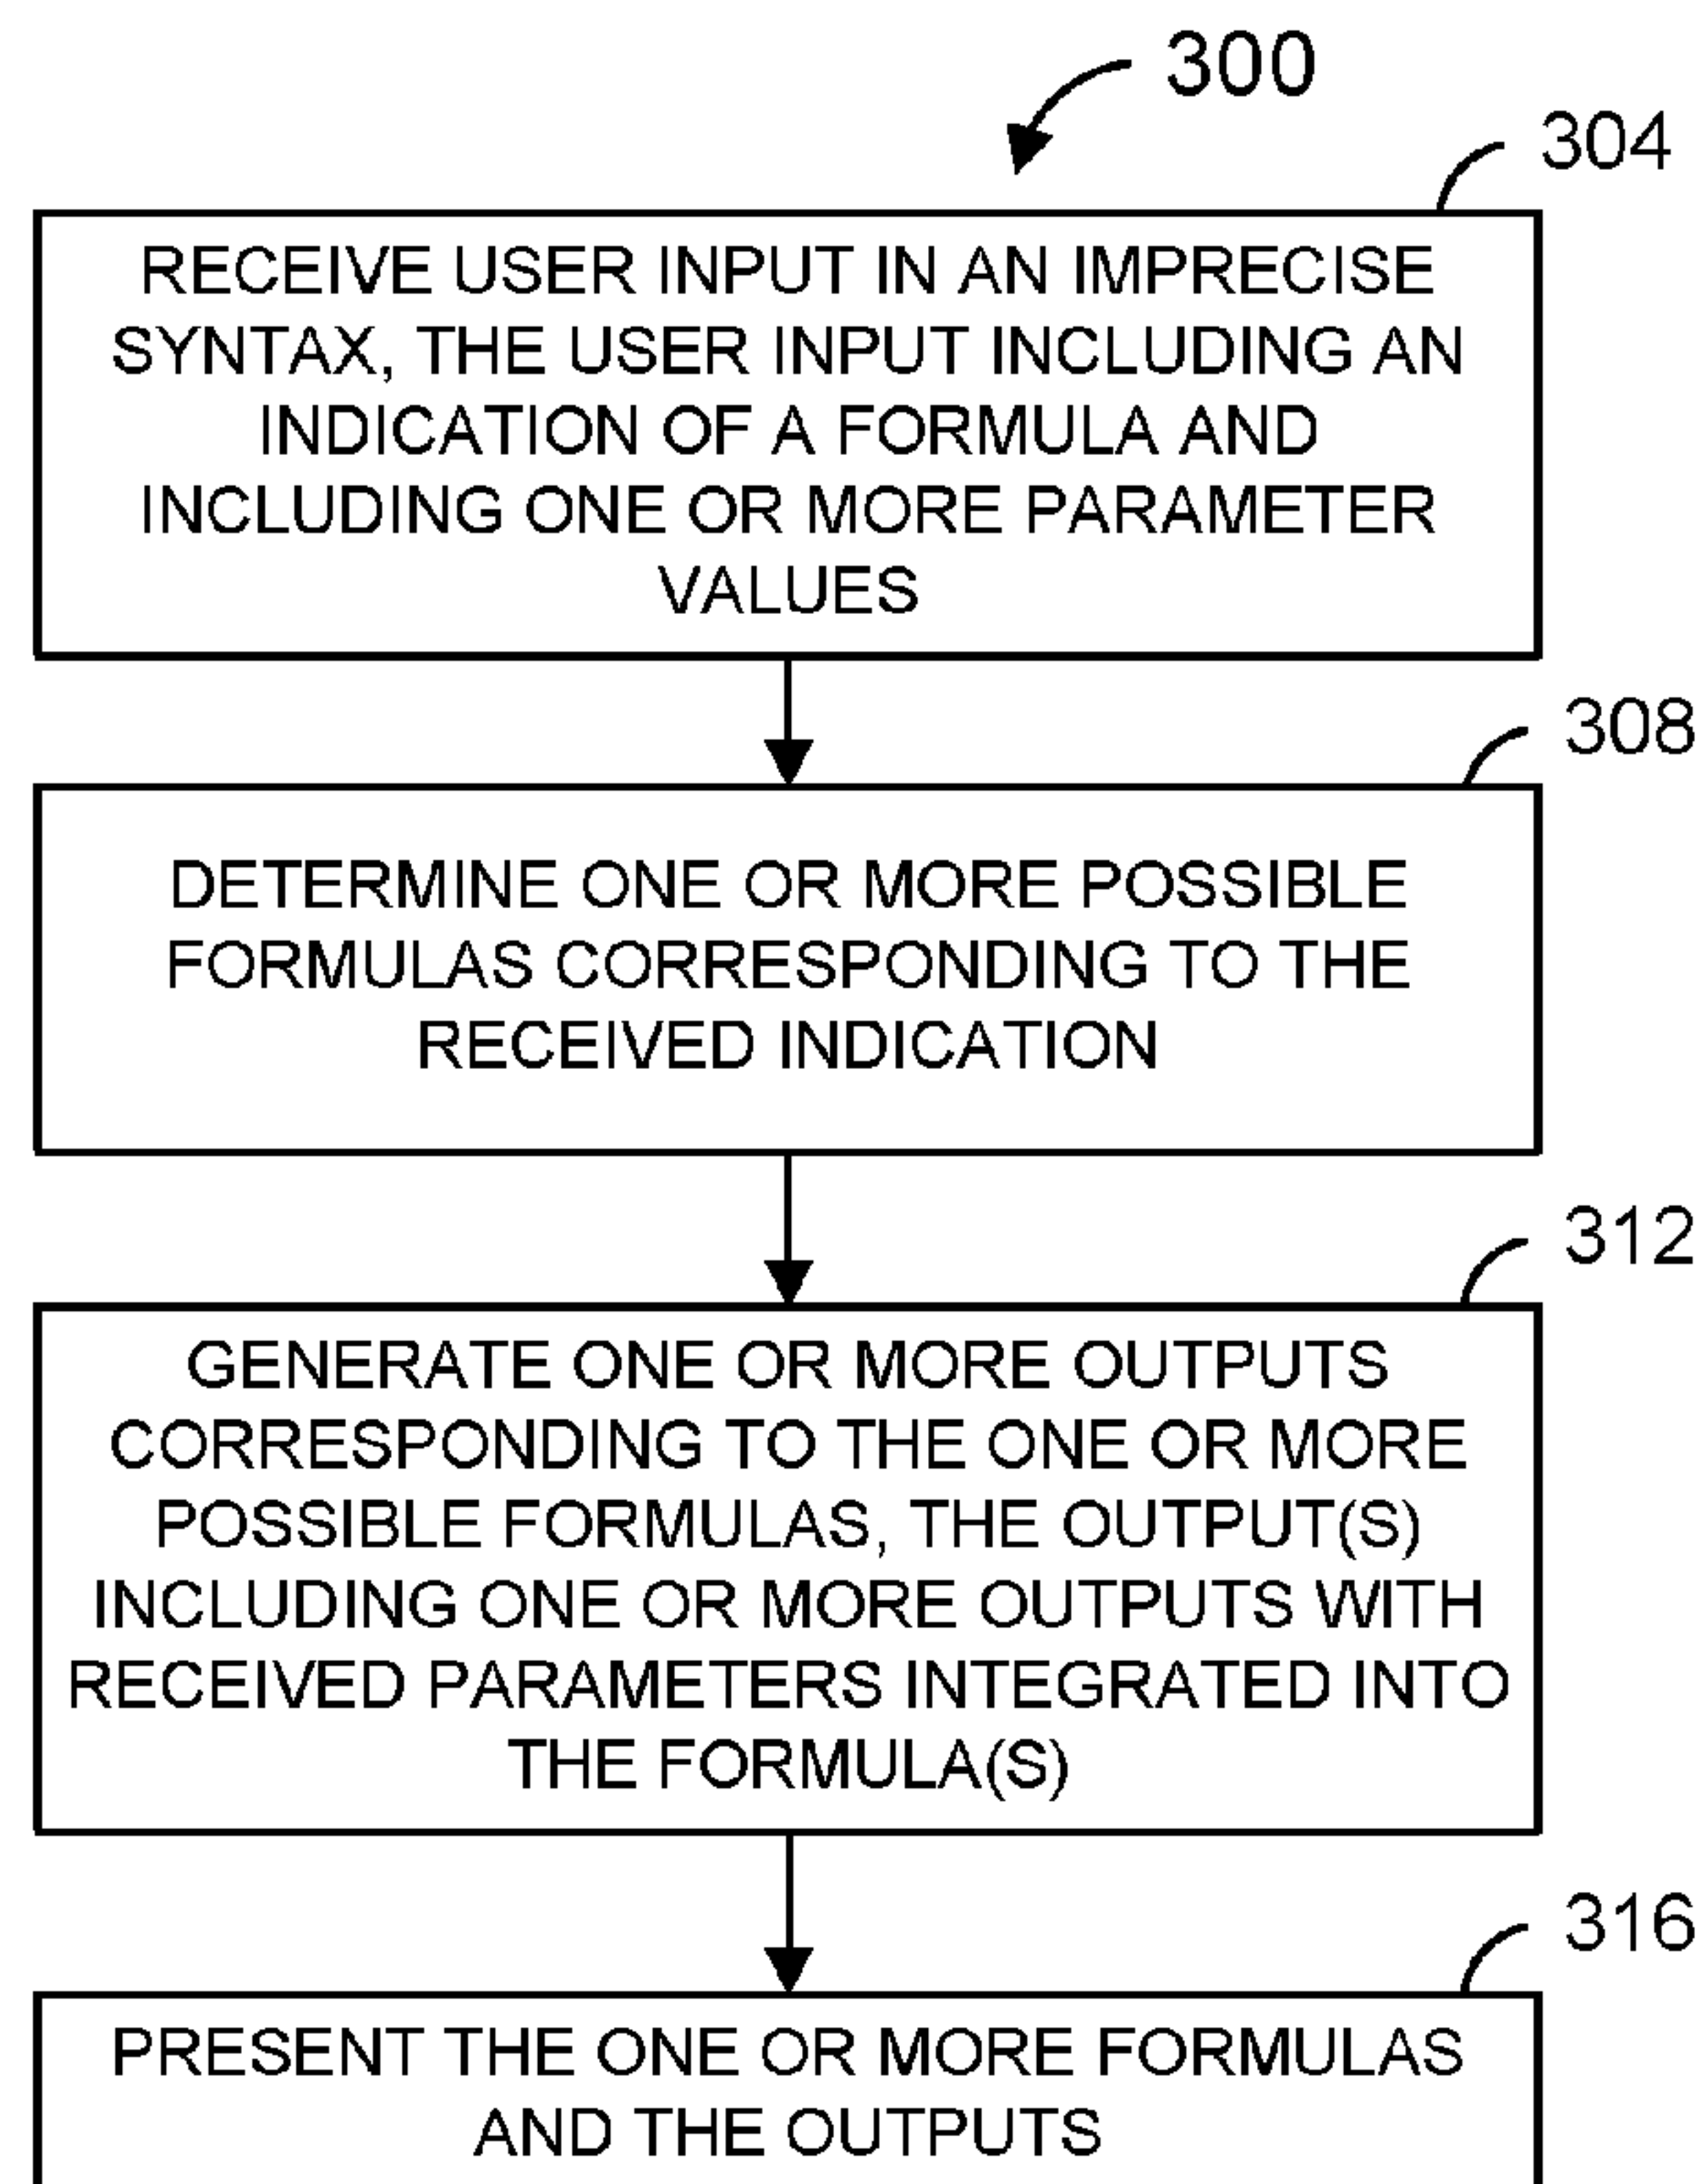 300
304
RECEIVE USER INPUT IN AN IMPRECISE
SYNTAX, THE USER INPUT INCLUDING AN
INDICATION OF A FORMULA AND
INCLUDING ONE OR MORE PARAMETER
VALUES
308
DETERMINE ONE OR MORE POSSIBLE
FORMULAS CORRESPONDING TO THE
RECEIVED INDICATION
312
GENERATE ONE OR MORE OUTPUTS
CORRESPONDING TO THE ONE OR MORE
POSSIBLE FORMULAS, THE OUTPUT(S)
INCLUDING ONE OR MORE OUTPUTS WITH
RECEIVED PARAMETERS INTEGRATED INTO
THE FORMULA(S)
316
PRESENT THE ONE OR MORE FORMULAS
AND THE OUTPUTS